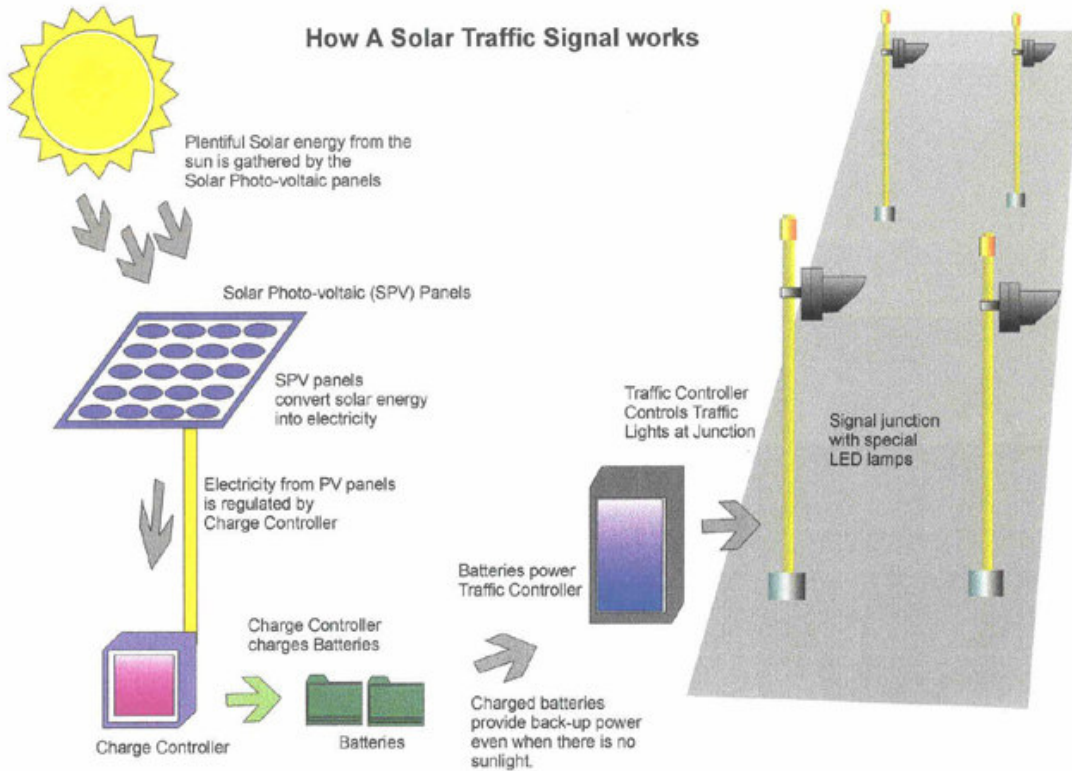 How A Solar Traffic Signal works
Plentiful Solar energy from the
sun is gathered by the
Solar Photo-voltaic panels
Solar Photo-voltaic (SPV) Panels
SPV panels
convert solar energy
into electricity
Electricity from PV panels
is regulated by
Charge Controller
Charge Controller
charges Batteries
Charge Controller
Batteries
Batteries power
Traffic Controller
Charged batteries
provide back-up power
even when there is no
sunlight.
Traffic Controller
Controls Traffic
Lights at Junction
Signal junction
with special
LED lamps